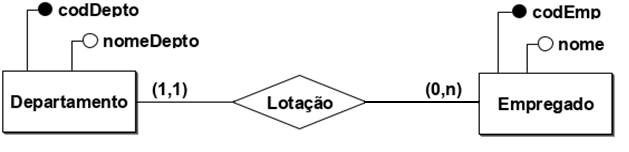 codDepto
nomeDepto
Departamento
(1,1)
Lotação
(0,n)
codEmp
nome
Empregado